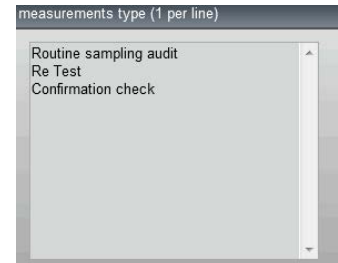 measurements type (1 per line)
Routine sampling audit
Re Test
Confirmation check